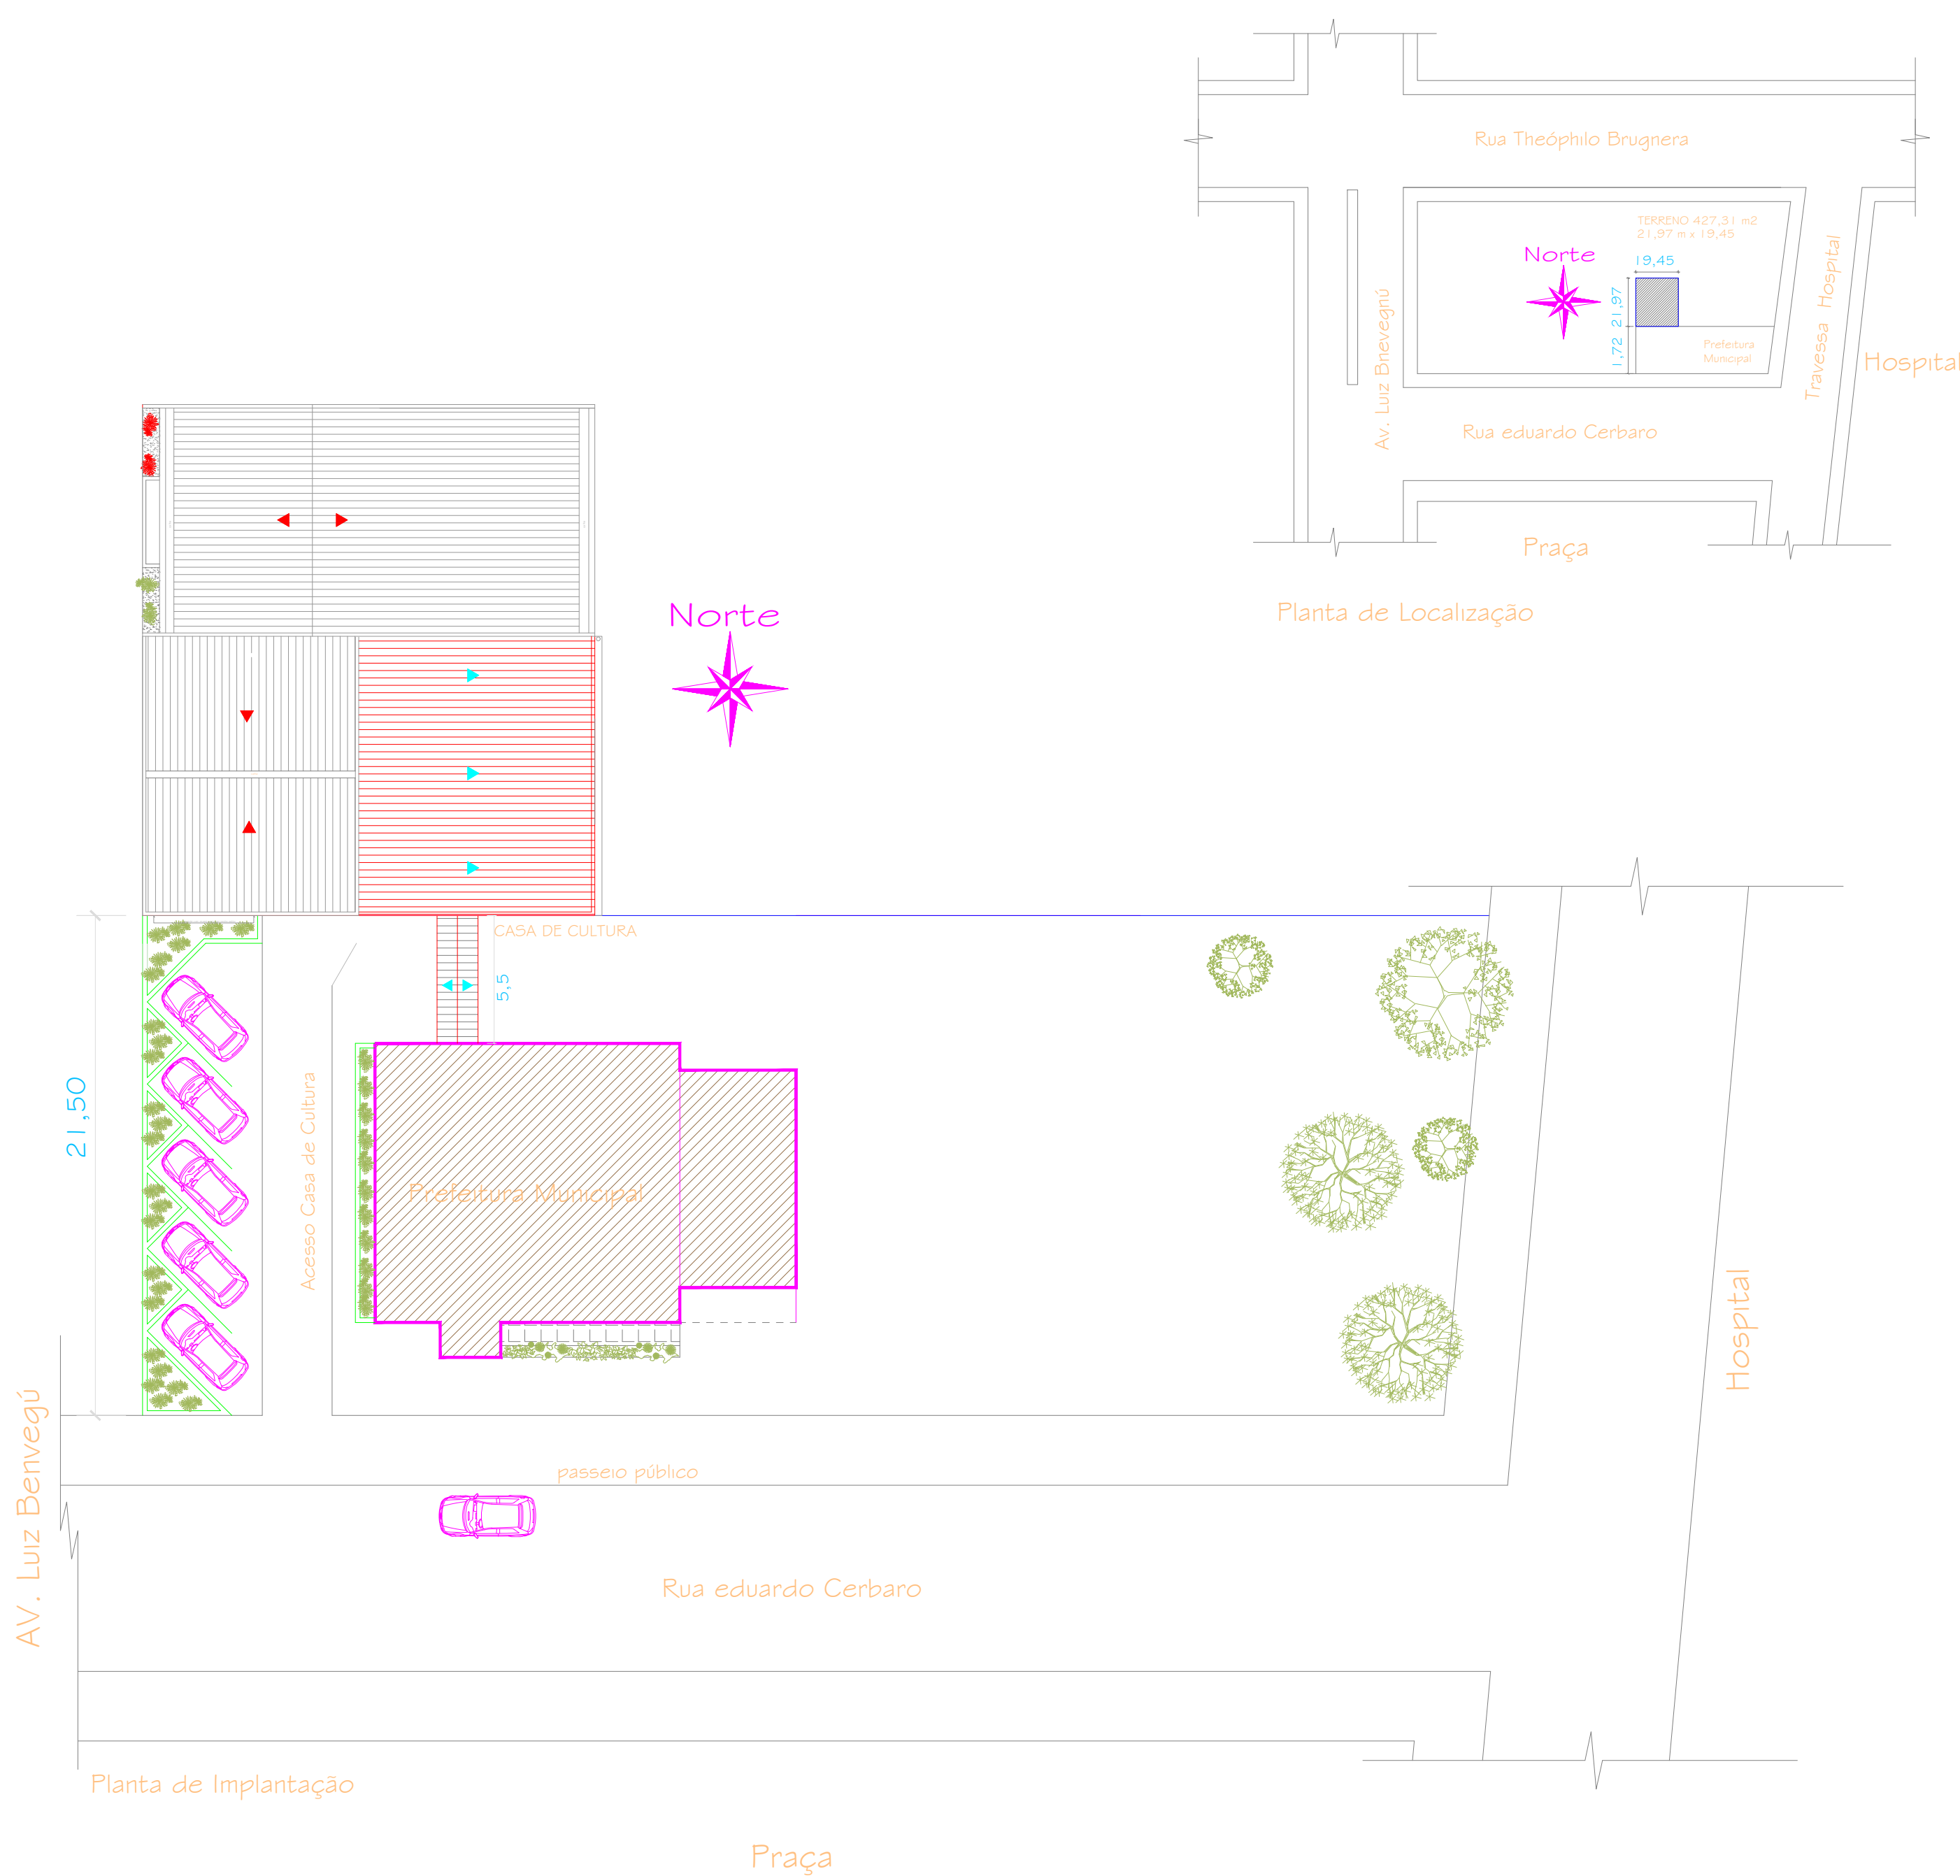 Rua Theóphilo Brugnera
TERRENO 427,31 m2
21,97 m x 19,45
Norte
19,45
21,97
1,72
Prefeitura
Municipal
Av. Luiz Bnevegnú
Travessa Hospital
Hospital
Rua eduardo Cerbaro
Praça
Planta de Localização
Norte
CASA DE CULTURA
5,5
21,50
Acesso Casa de Cultura
Prefeitura Municipal
Hospital
AV. Luiz Benvegú
passeio público
Rua eduardo Cerbaro
Planta de Implantação
Praça